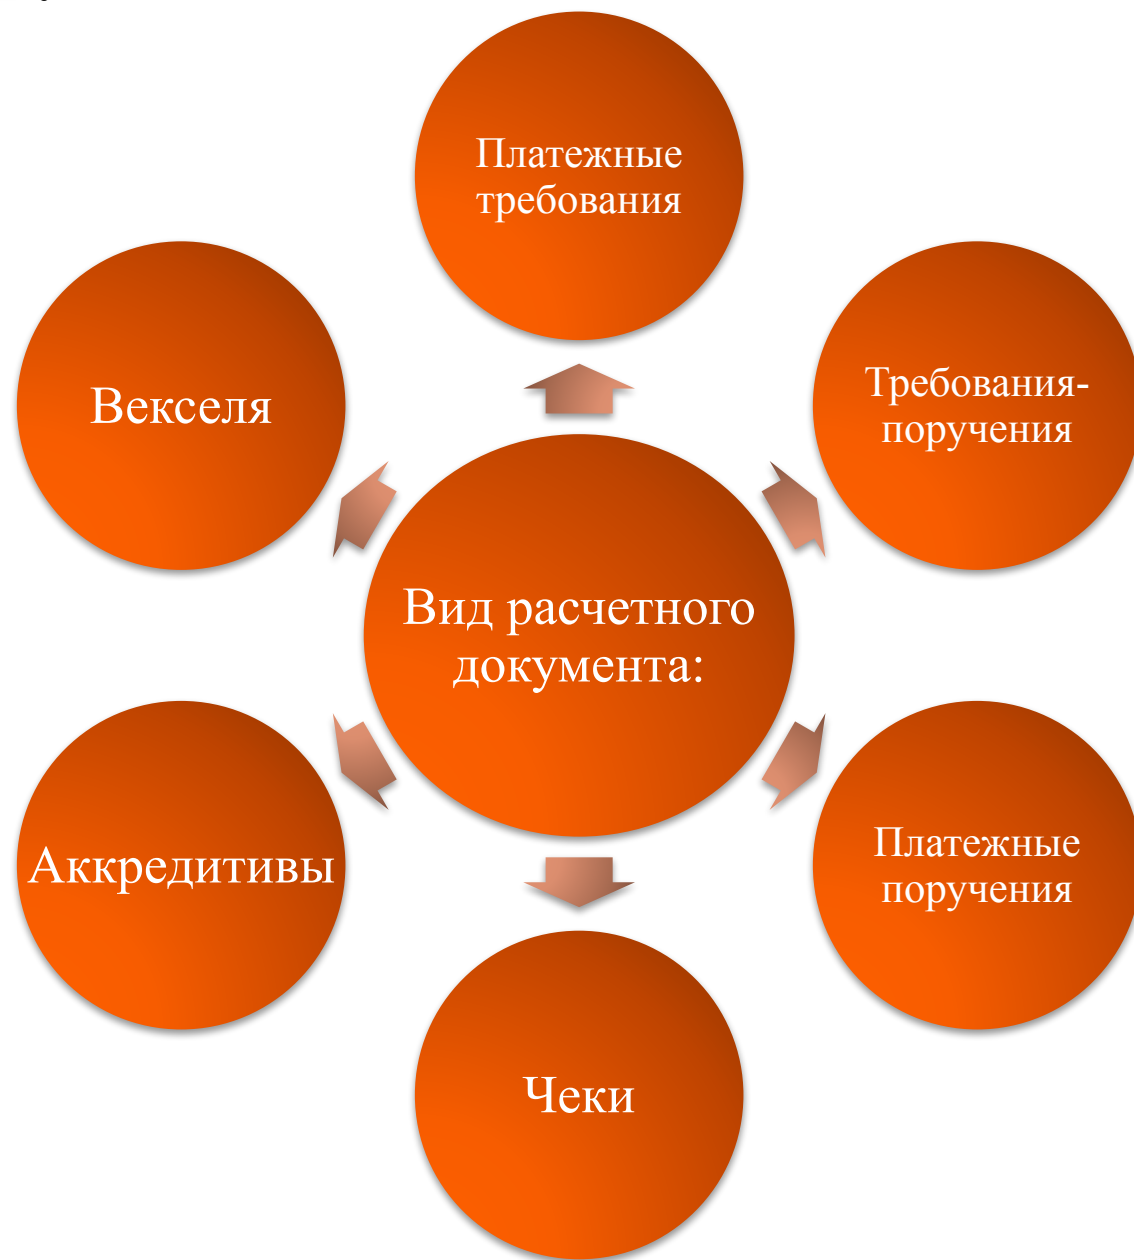 Платежные
требования
Векселя
Требования-
поручения
Вид расчетного
документа:
Аккредитивы
Платежные
поручения
Чеки